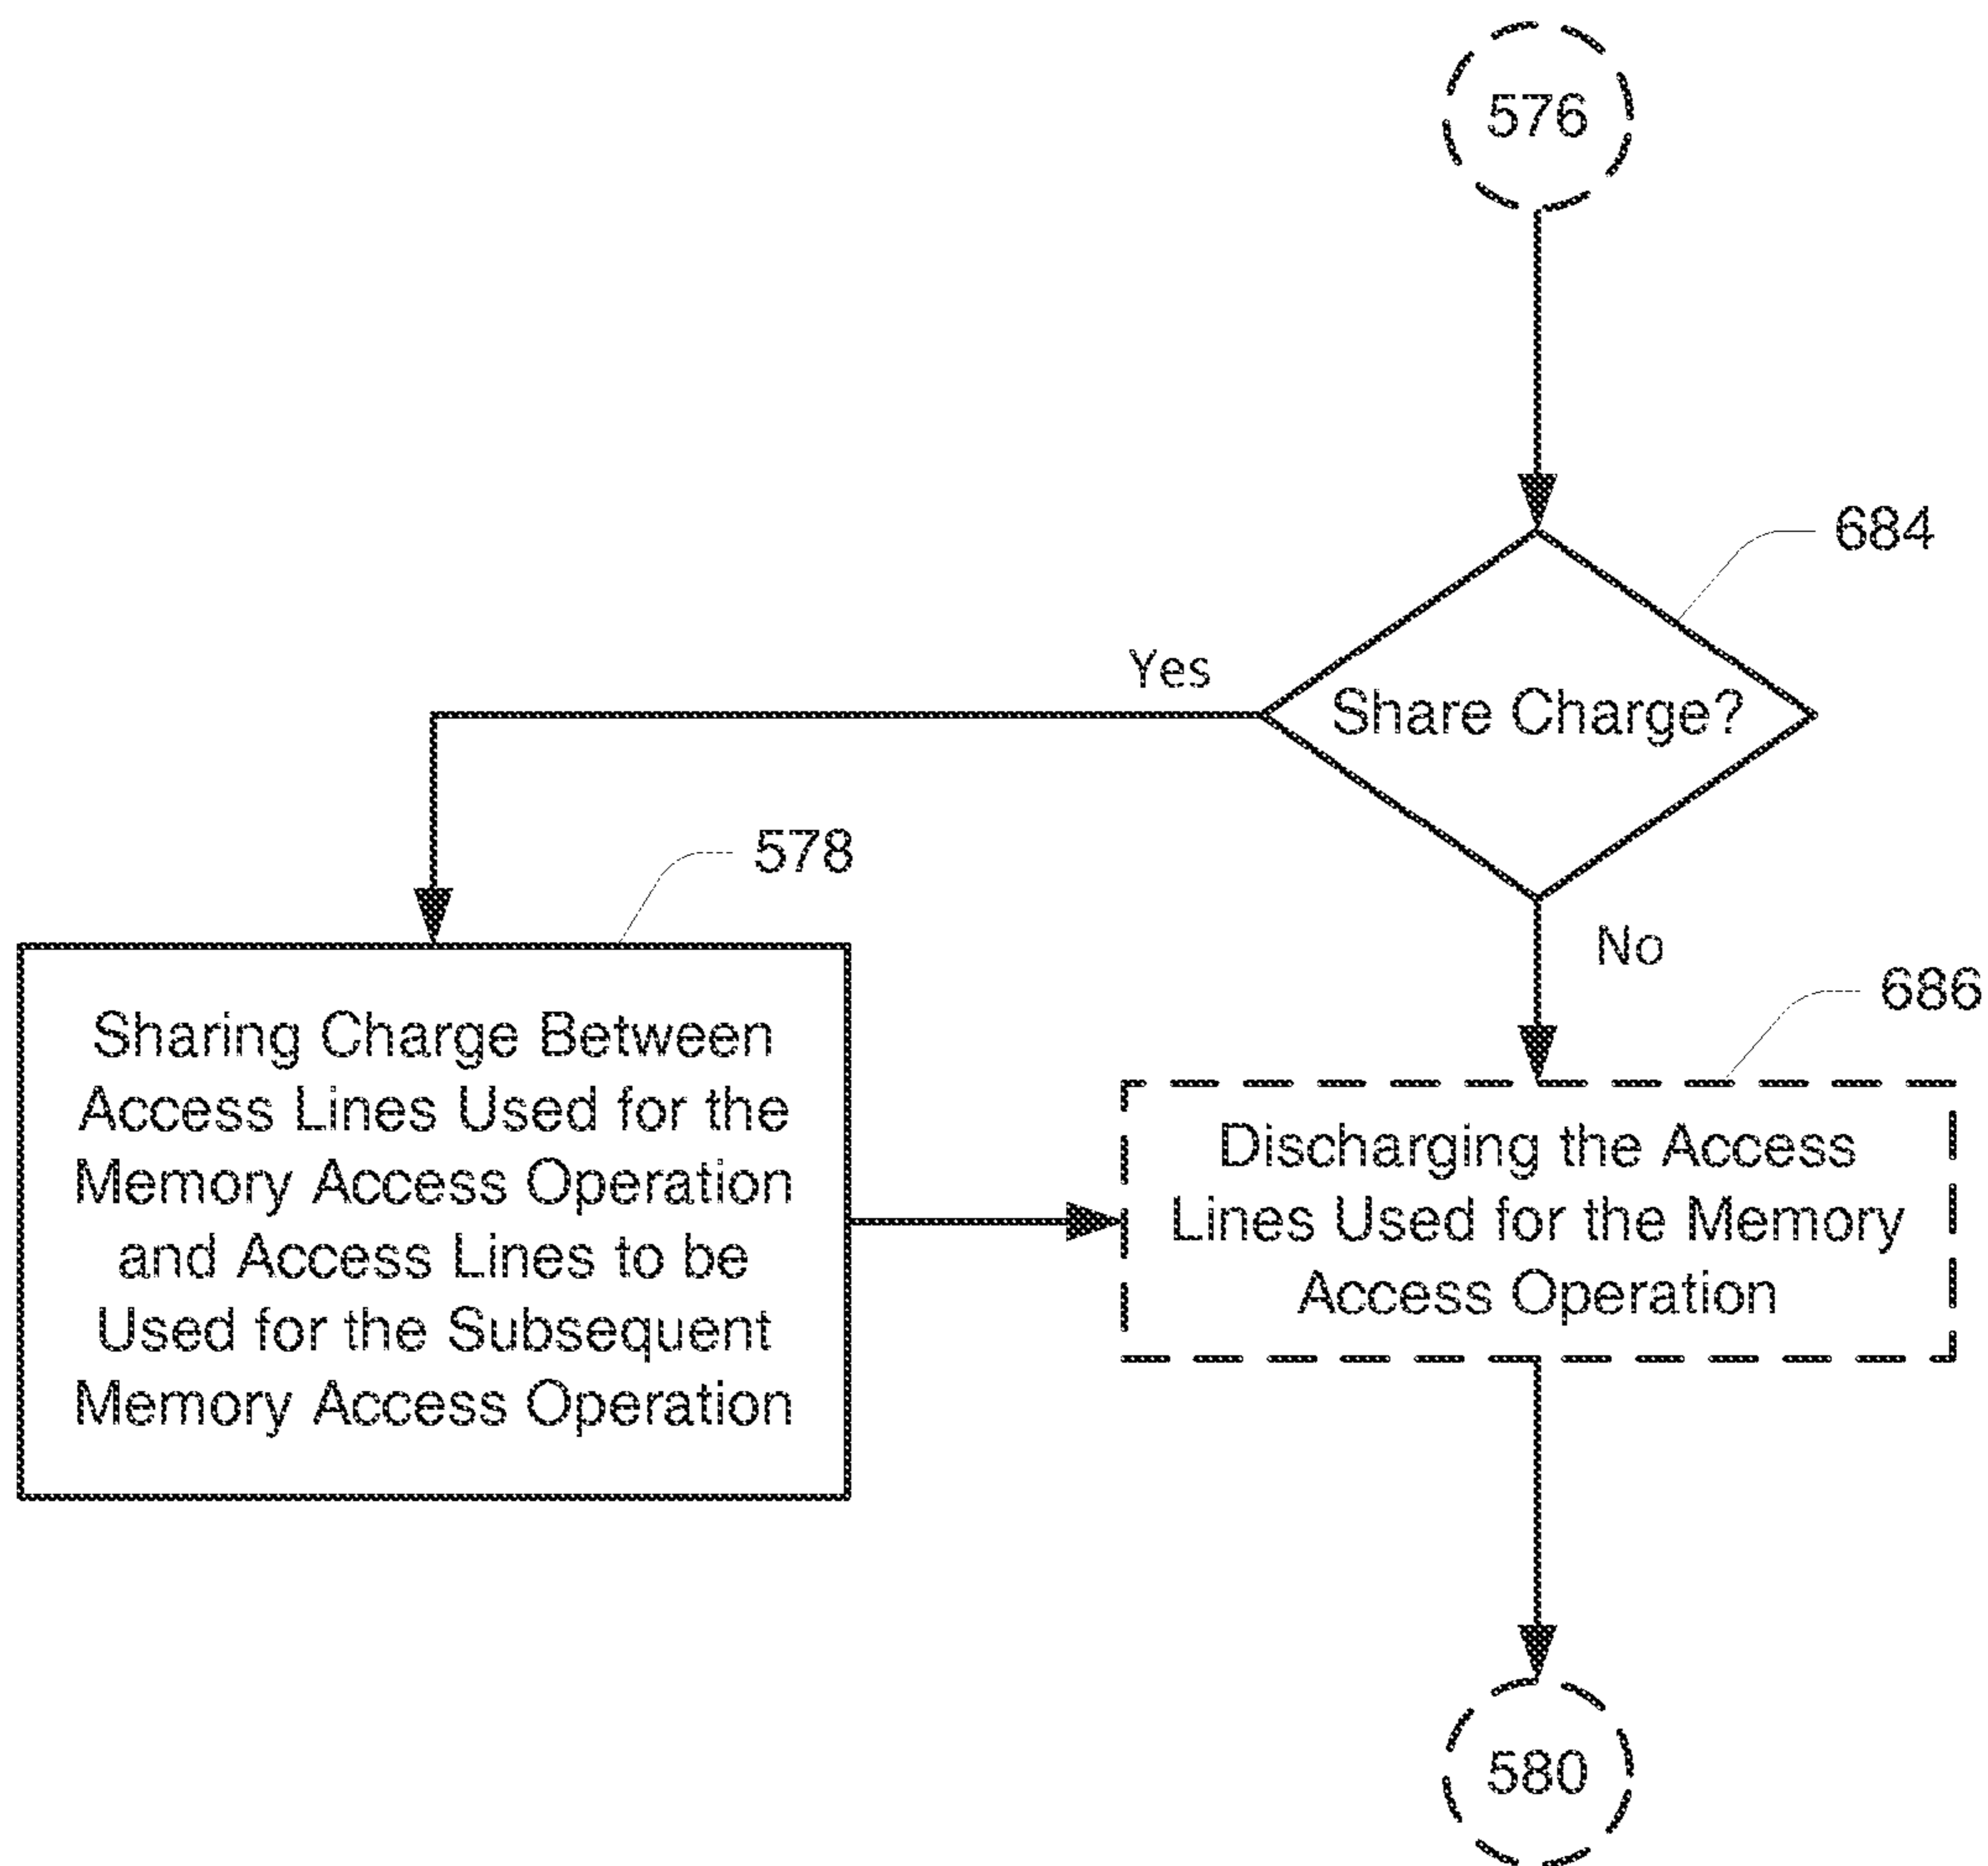 576
684
Share Charge?
Yes
No
578
Sharing Charge Between
Access Lines Used for the
Memory Access Operation
and Access Lines to be
Used for the Subsequent
Memory Access Operation
686
Discharging the Access
Lines Used for the Memory
Access Operation
580